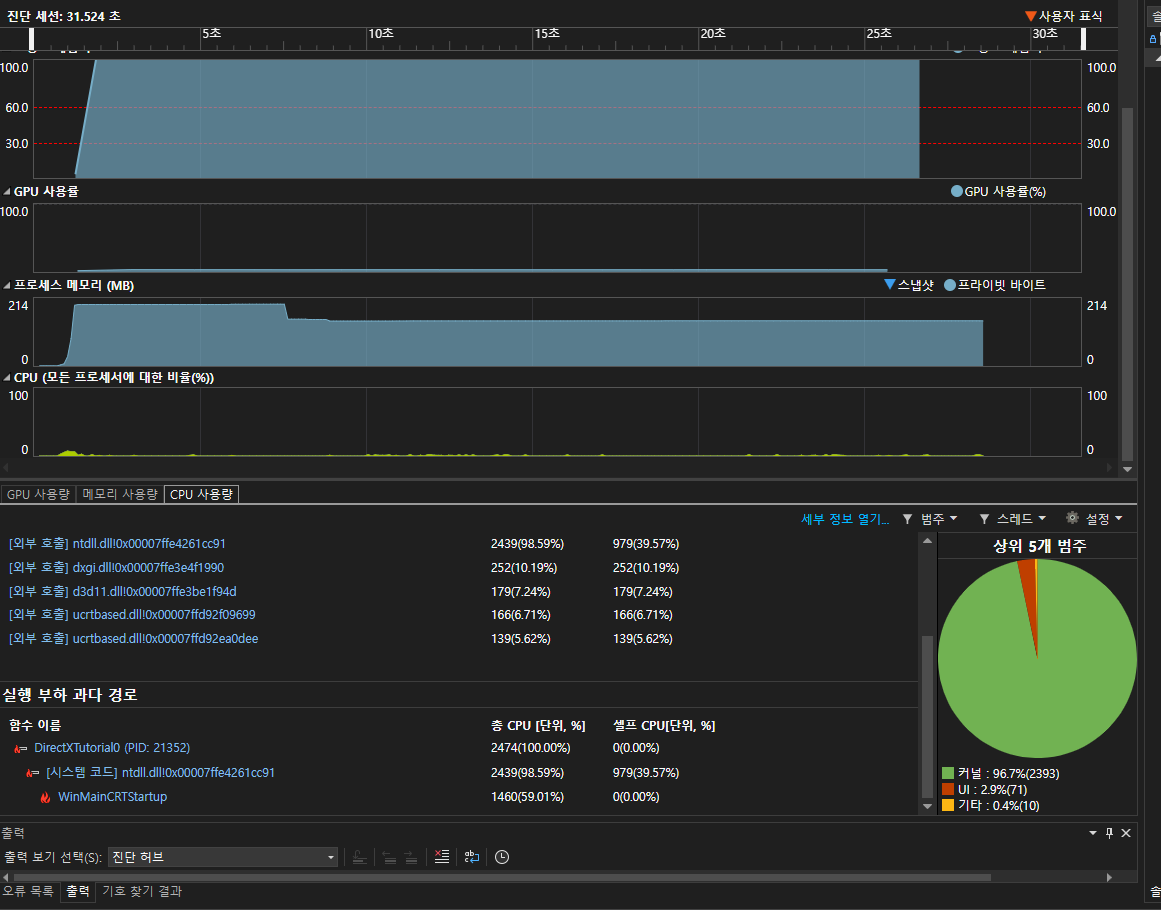 진단 세션: 31.524 초
사용자 표식
5초 10초 15초 20초 25초 30초
100.0 100.0
60.0 60.0
30.0 30.0
GPU 사용률 GPU 사용률(%)
100.0 100.0
프로세스 메모리 (MB) 스냅샷 프라이빗 바이트
214 214
0 0
CPU (모든 프로세서에 대한 비율(%))
100 100
0 0
GPU 사용량 메모리 사용량 CPU 사용량
세부 정보 열기... 범주 스레드 설정
[외부 호출] ntdll.dll!0x00007ffe4261cc91 2439(98.59%) 979(39.57%)
[외부 호출] dxgi.dll!0x00007ffe3e4f1990 252(10.19%) 252(10.19%)
[외부 호출] d3d11.dll!0x00007ffe3be1f94d 179(7.24%) 179(7.24%)
[외부 호출] ucrtbased.dll!0x00007ffd92f09699 166(6.71%) 166(6.71%)
[외부 호출] ucrtbased.dll!0x00007ffd92ea0dee 139(5.62%) 139(5.62%)
실행 부하 과다 경로
함수 이름 총 CPU [단위, %] 셀프 CPU[단위, %]
DirectXTutorial0 (PID: 21352) 2474(100.00%) 0(0.00%)
[시스템 코드] ntdll.dll!0x00007ffe4261cc91 2439(98.59%) 979(39.57%)
WinMainCRTStartup 1460(59.01%) 0(0.00%)
상위 5개 범주
커널 : 96.7%(2393)
UI : 2.9%(71)
기타 : 0.4%(10)
출력
출력 보기 선택(S): 진단 허브
오류 목록 출력 기호 찾기 결과